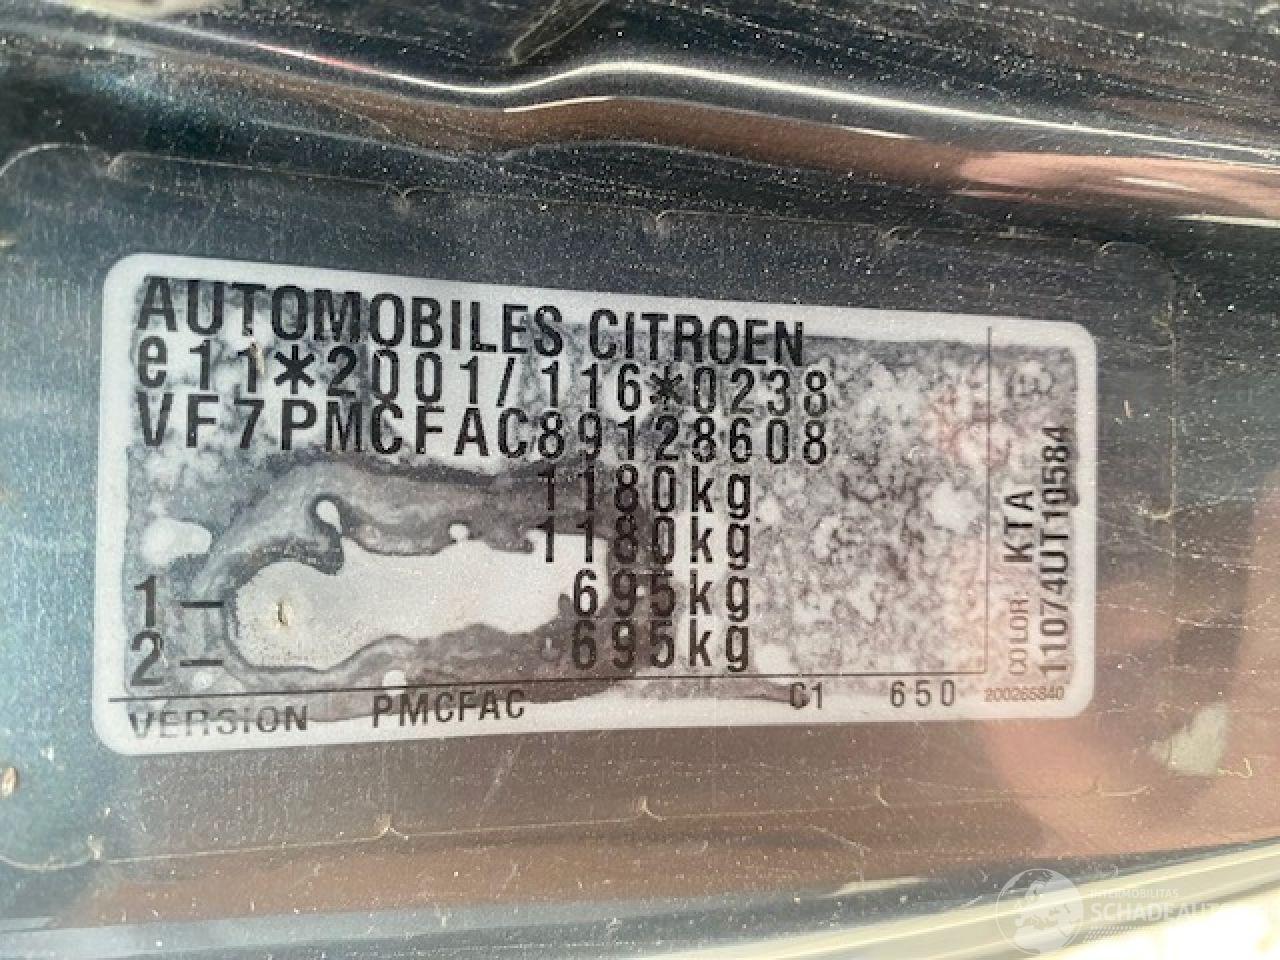 AUTOMOBILES CITROEN
e11*2001/116*0238
VF7PMCFAC89128608
1180kg
1180kg
1- 695kg
2- 695kg
VERSION PMCFAC C1 650
COLOR: KTA
11074UT10584
200265840
INTERMOBILITAS